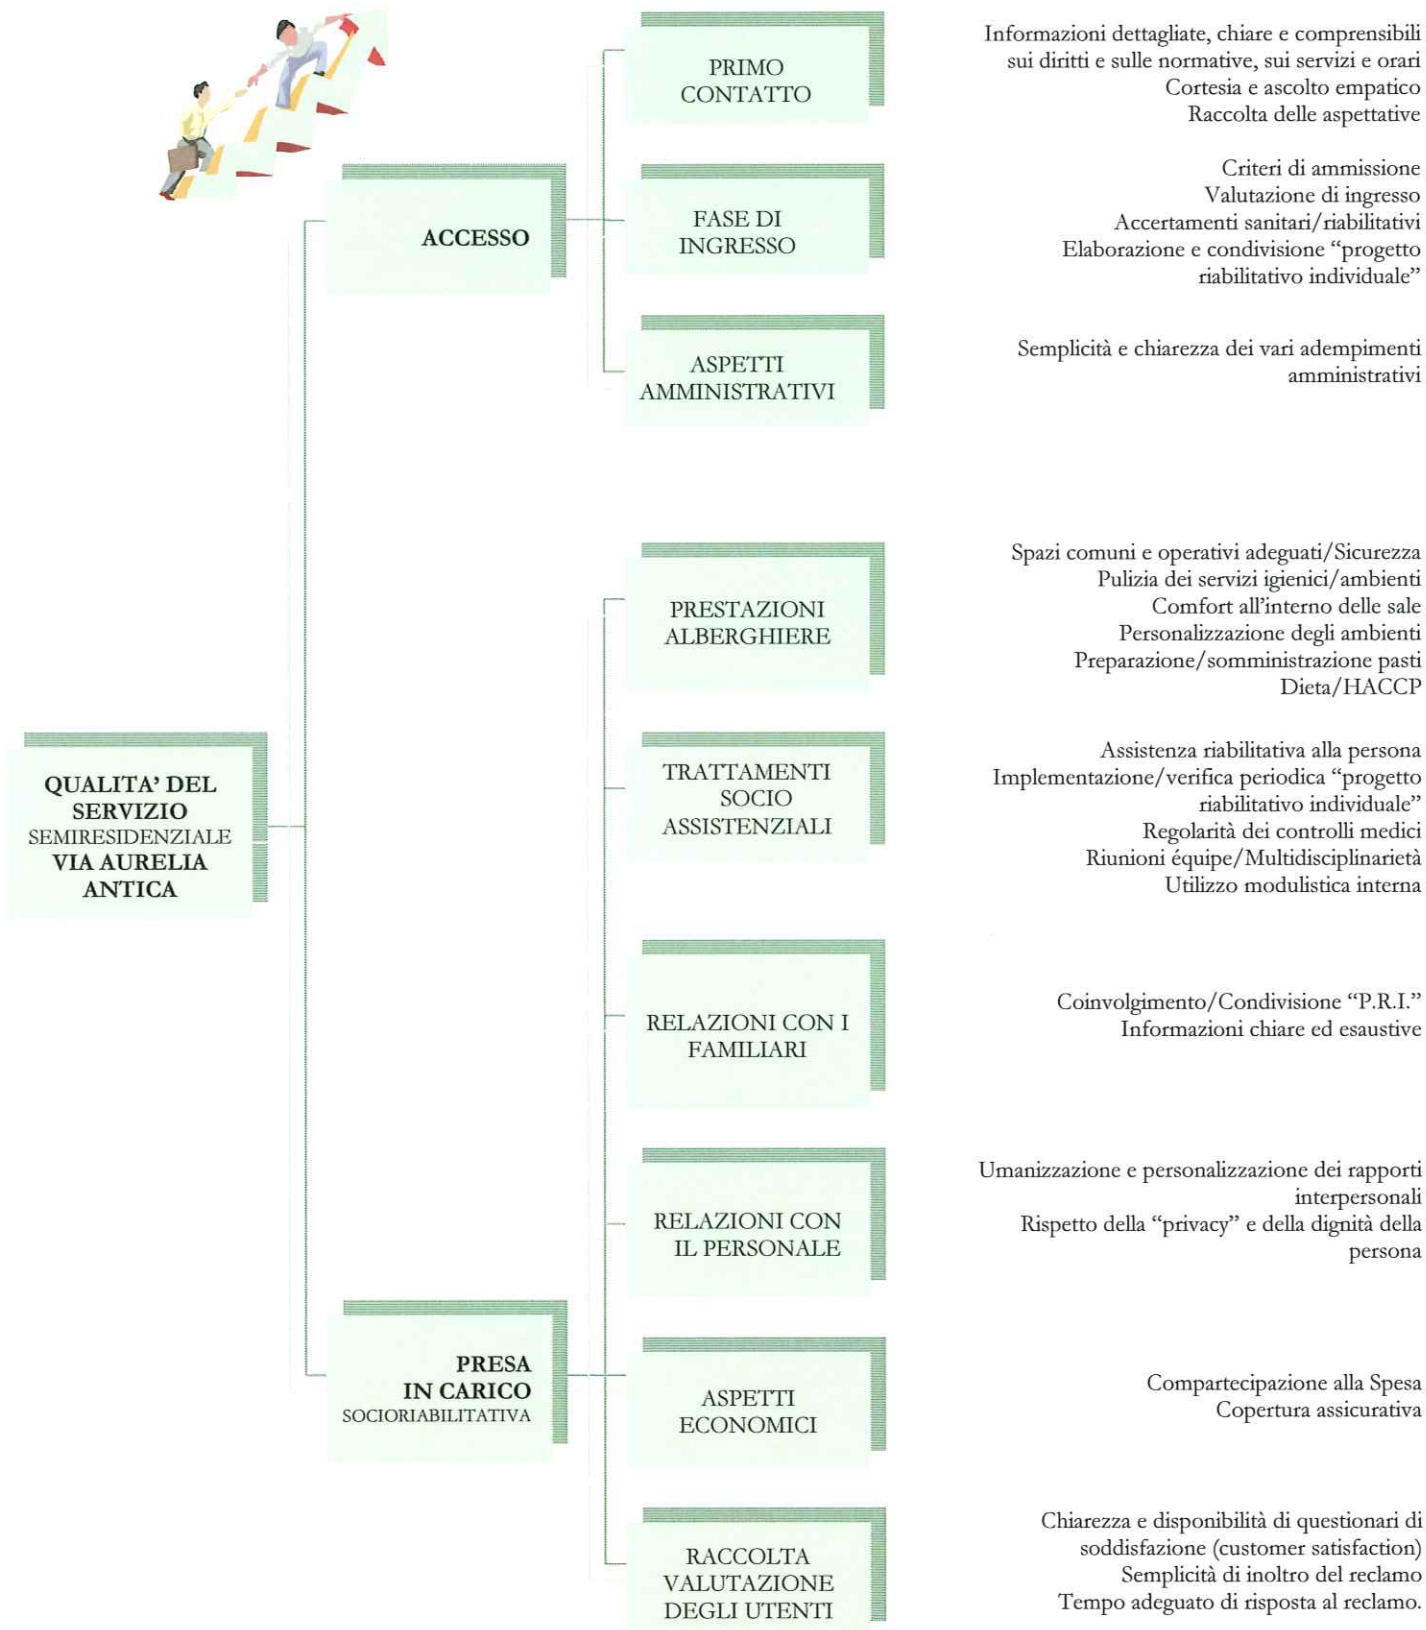 PRIMO
CONTATTO
Informazioni dettagliate, chiare e comprensibili
sui diritti e sulle normative, sui servizi e orari
Cortesia e ascolto empatico
Raccolta delle aspettative
ACCESSO
FASE DI
INGRESSO
Criteri di ammissione
Valutazione di ingresso
Accertamenti sanitari/riabilitativi
Elaborazione e condivisione “progetto
riabilitativo individuale”
ASPETTI
AMMINISTRATIVI
Semplicità e chiarezza dei vari adempimenti
amministrativi
QUALITA’ DEL
SERVIZIO
SEMIRESIDENZIALE
VIA AURELIA
ANTICA
PRESTAZIONI
ALBERGHIERE
Spazi comuni e operativi adeguati/Sicurezza
Pulizia dei servizi igienici/ambienti
Comfort all’interno delle sale
Personalizzazione degli ambienti
Preparazione/somministrazione pasti
Dieta/HACCP
TRATTAMENTI
SOCIO
ASSISTENZIALI
Assistenza riabilitativa alla persona
Implementazione/verifica periodica “progetto
riabilitativo individuale”
Regolarità dei controlli medici
Riunioni équipe/Multidisciplinarietà
Utilizzo modulistica interna
RELAZIONI CON I
FAMILIARI
Coinvolgimento/Condivisione “P.R.I.”
Informazioni chiare ed esaustive
RELAZIONI CON
IL PERSONALE
Umanizzazione e personalizzazione dei rapporti
interpersonali
Rispetto della “privacy” e della dignità della
persona
PRESA
IN CARICO
SOCIORIABILITATIVA
ASPETTI
ECONOMICI
Compartecipazione alla Spesa
Copertura assicurativa
RACCOLTA
VALUTAZIONE
DEGLI UTENTI
Chiarezza e disponibilità di questionari di
soddisfazione (customer satisfaction)
Semplicità di inoltro del reclamo
Tempo adeguato di risposta al reclamo.